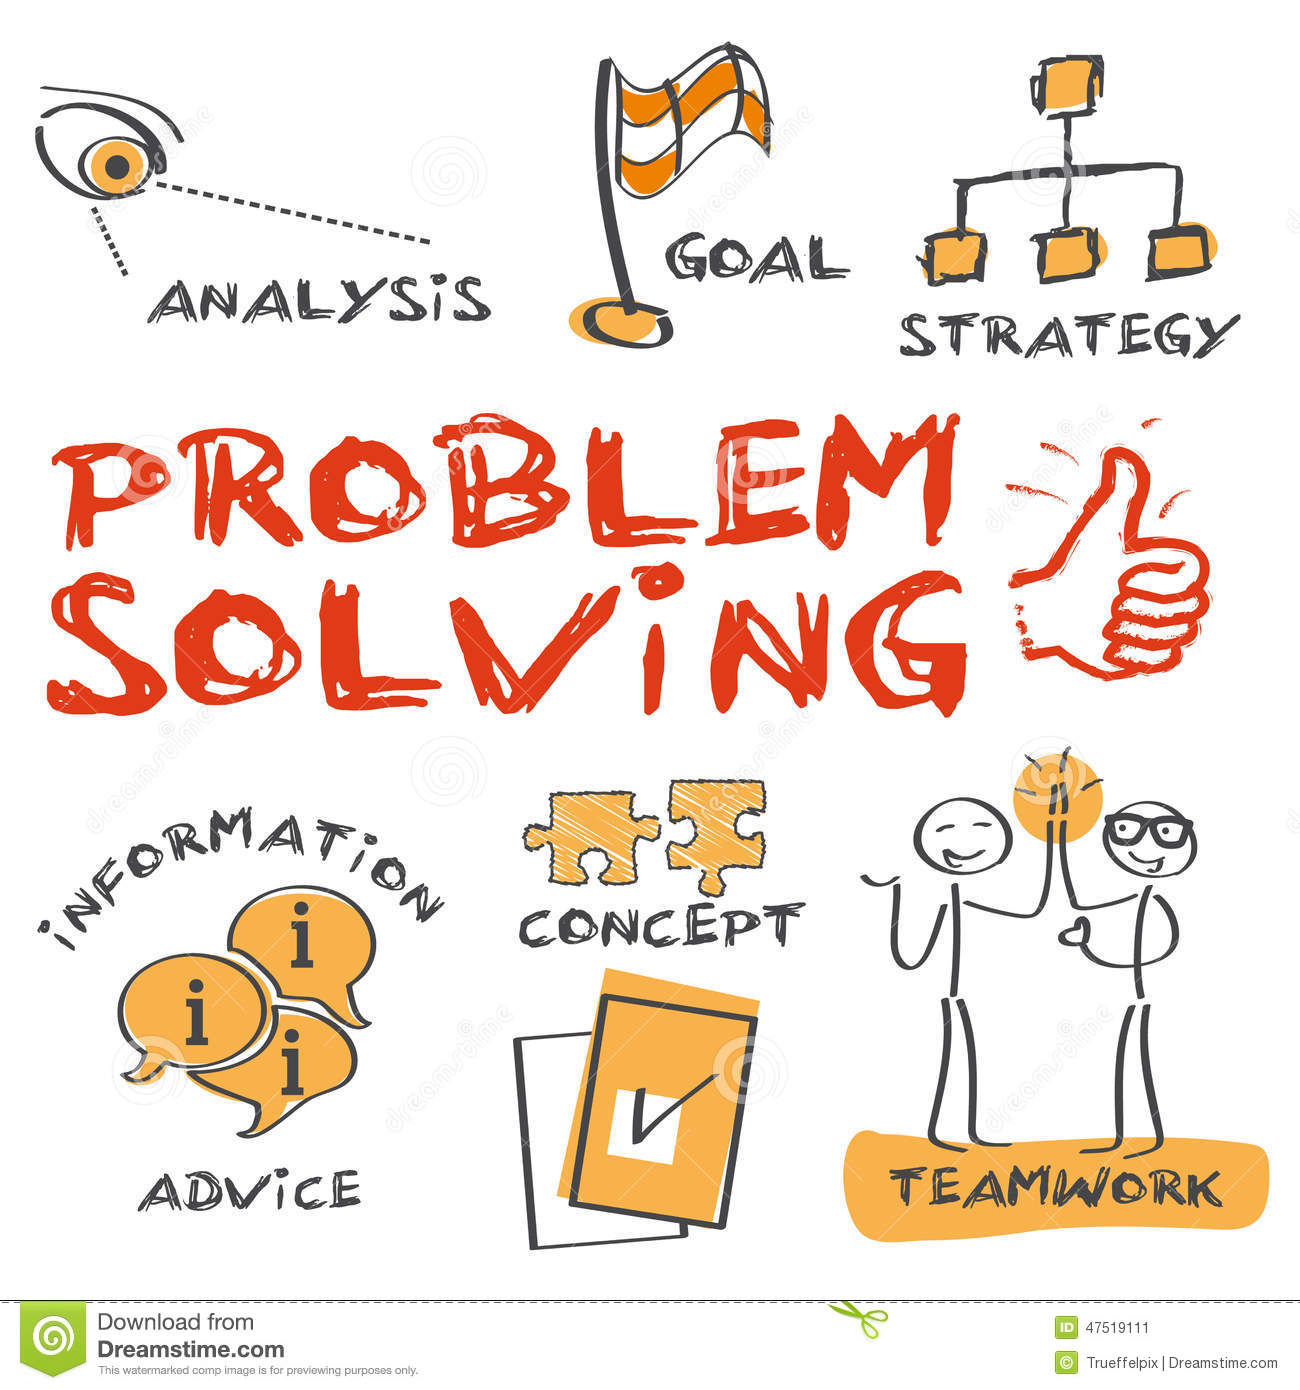 ANALYSiS
GOAL
STRATEGY
PROBLEM
SOLViNG
iNFORMATiON
i
i
i
ADViCE
CONCEPT
TEAMWORK
Download from
Dreamstime.com
This watermarked comp image is for previewing purposes only.
ID 47519111
© Trueffelpix | Dreamstime.com